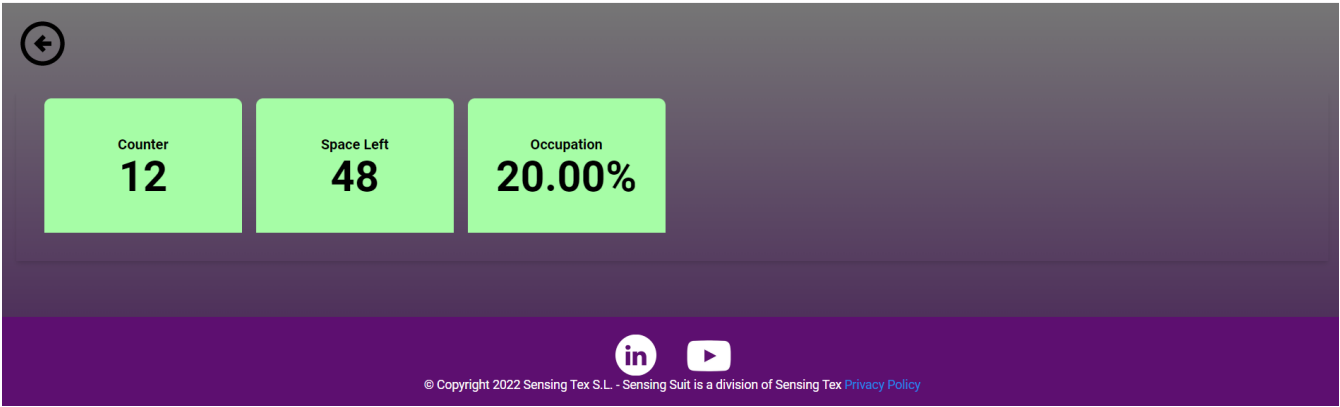 Counter
12
Space Left
48
Occupation
20.00%
in
© Copyright 2022 Sensing Tex S.L. - Sensing Suit is a division of Sensing Tex Privacy Policy